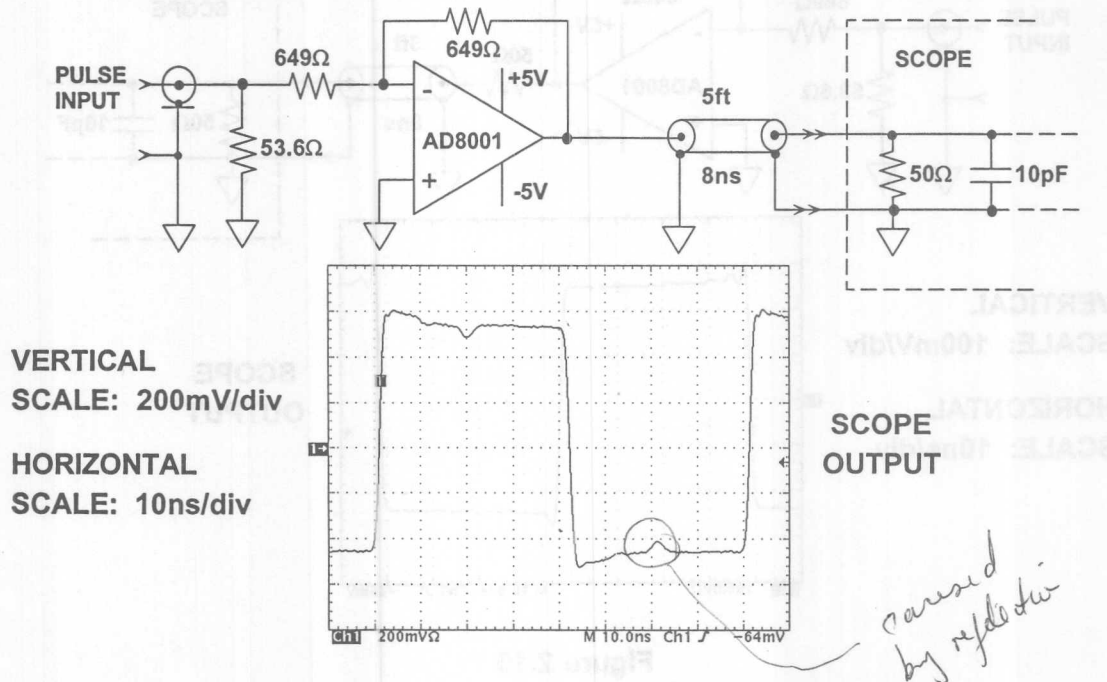 649Ω
649Ω
PULSE
INPUT
53.6Ω
-
+
AD8001
+5V
-5V
5ft
8ns
SCOPE
50Ω
10pF
VERTICAL
SCALE: 200mV/div
HORIZONTAL
SCALE: 10ns/div
SCOPE
OUTPUT
1
Ch1 200mVΩ M 10.0ns Ch1 -64mV
caused
by reflection